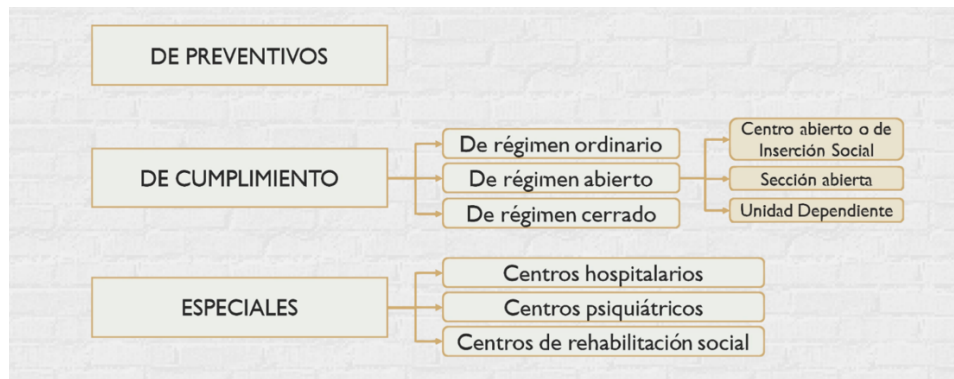 DE PREVENTIVOS
DE CUMPLIMIENTO
De régimen ordinario
De régimen abierto
De régimen cerrado
Centro abierto o de
Inserción Social
Sección abierta
Unidad Dependiente
ESPECIALES
Centros hospitalarios
Centros psiquiátricos
Centros de rehabilitación social